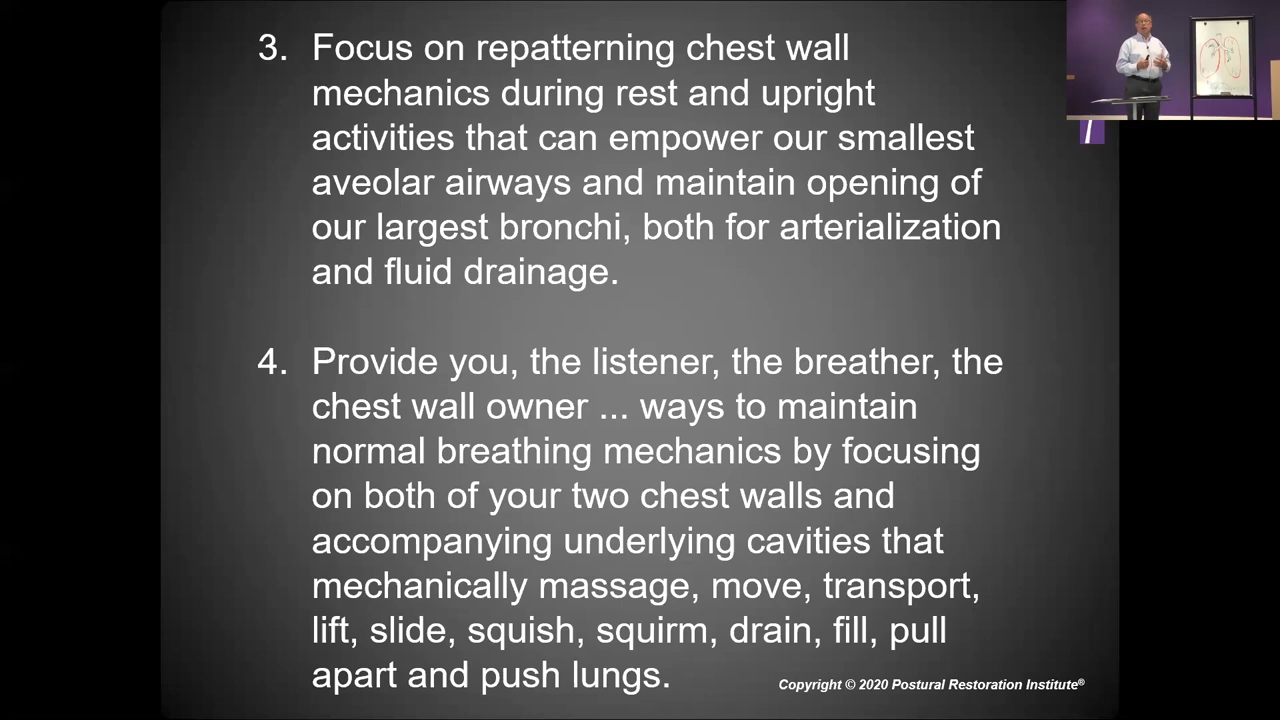 3. Focus on repatterning chest wall
mechanics during rest and upright
activities that can empower our smallest
aveolar airways and maintain opening of
our largest bronchi, both for arterialization
and fluid drainage.
4. Provide you, the listener, the breather, the
chest wall owner ... ways to maintain
normal breathing mechanics by focusing
on both of your two chest walls and
accompanying underlying cavities that
mechanically massage, move, transport,
lift, slide, squish, squirm, drain, fill, pull
apart and push lungs.
Copyright © 2020 Postural Restoration Institute®